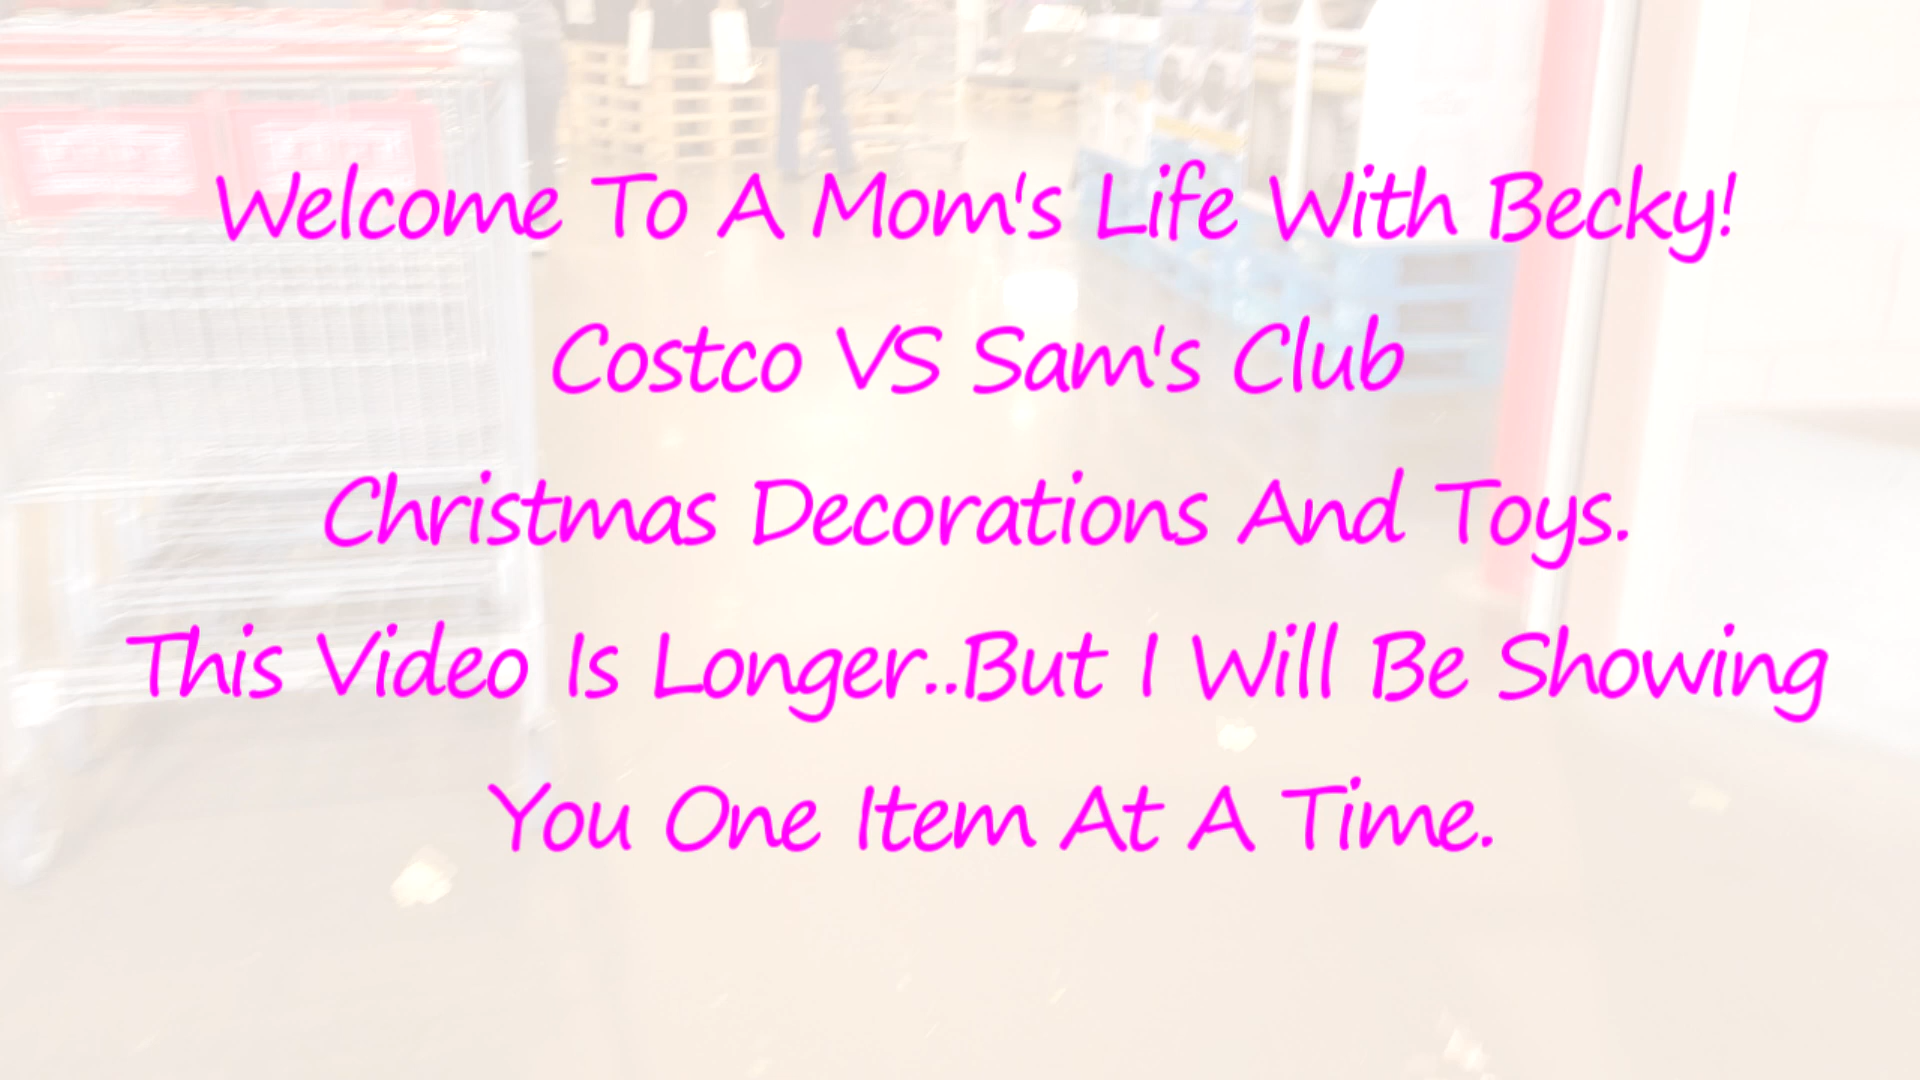 Welcome To A Mom's Life With Becky!
Costco VS Sam's Club
Christmas Decorations And Toys.
This Video Is Longer..But I Will Be Showing
You One Item At A Time.